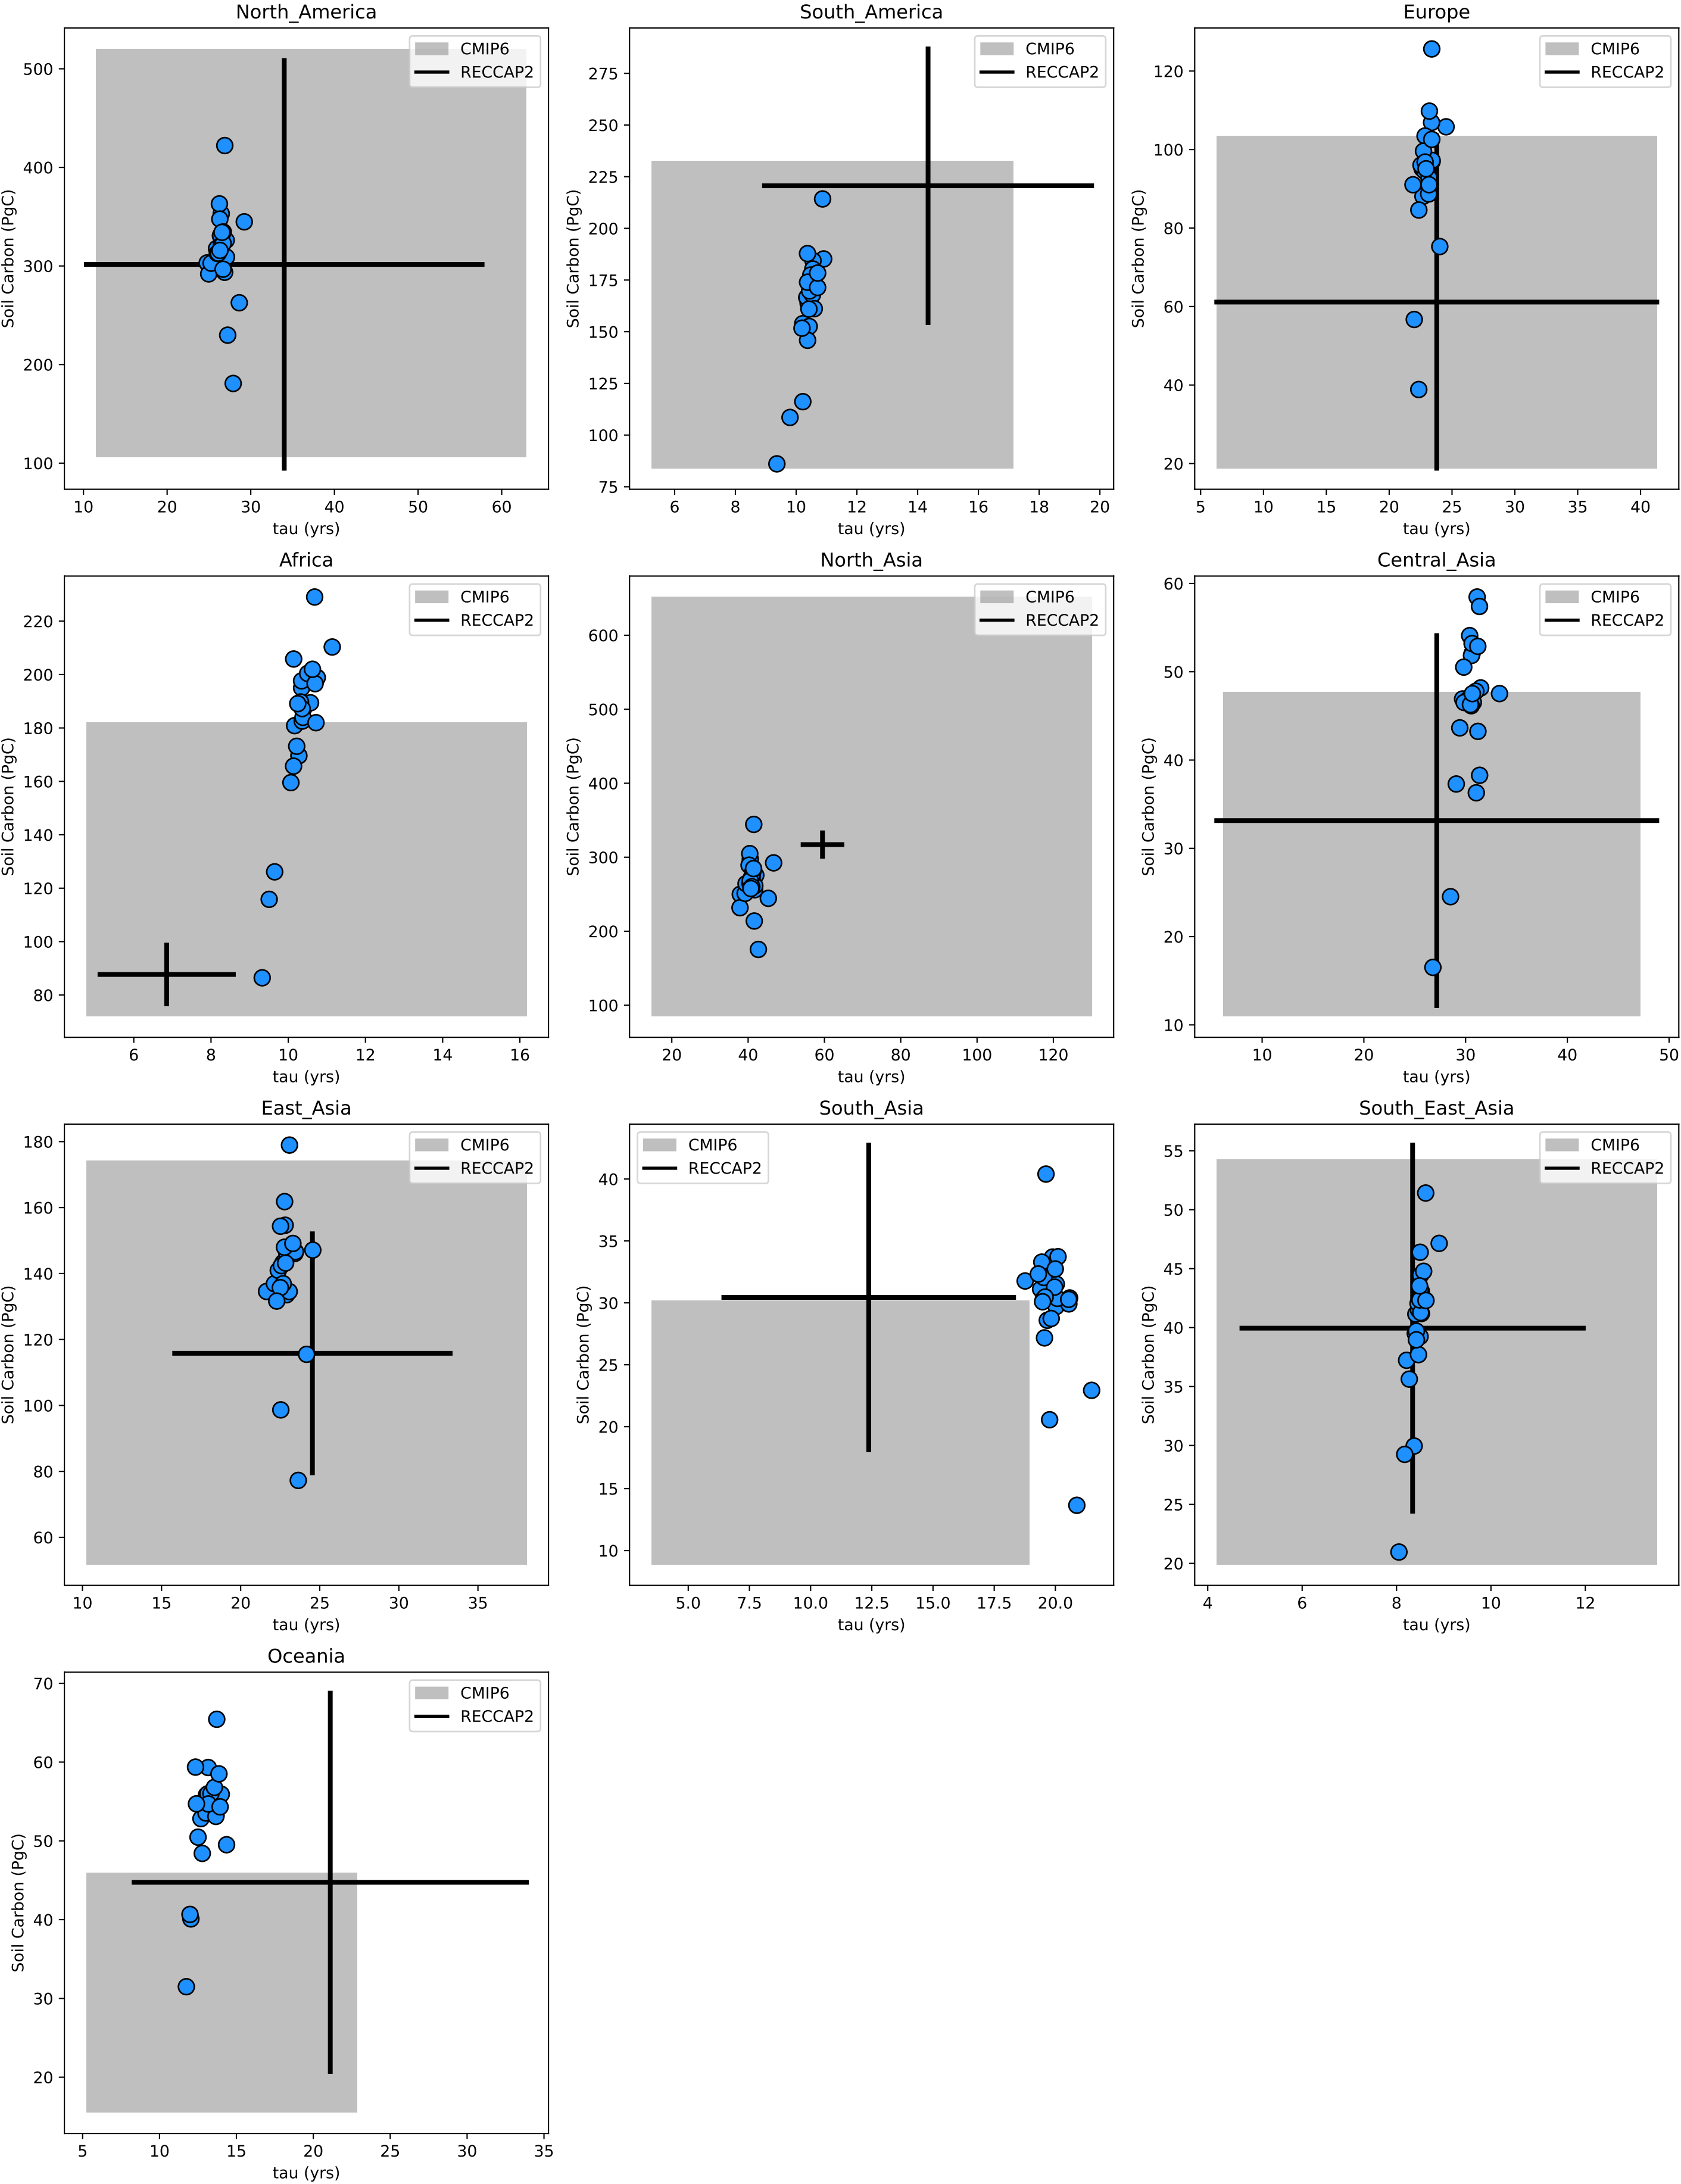 North_America
CMIP6
RECCAP2
Soil Carbon (PgC)
500
400
300
200
100
10 20 30 40 50 60
tau (yrs)
South_America
CMIP6
RECCAP2
Soil Carbon (PgC)
275
250
225
200
175
150
125
100
75
6 8 10 12 14 16 18 20
tau (yrs)
Europe
CMIP6
RECCAP2
Soil Carbon (PgC)
120
100
80
60
40
20
5 10 15 20 25 30 35 40
tau (yrs)
Africa
CMIP6
RECCAP2
Soil Carbon (PgC)
220
200
180
160
140
120
100
80
6 8 10 12 14 16
tau (yrs)
North_Asia
CMIP6
RECCAP2
Soil Carbon (PgC)
600
500
400
300
200
100
20 40 60 80 100 120
tau (yrs)
Central_Asia
CMIP6
RECCAP2
Soil Carbon (PgC)
60
50
40
30
20
10
10 20 30 40 50
tau (yrs)
East_Asia
CMIP6
RECCAP2
Soil Carbon (PgC)
180
160
140
120
100
80
60
10 15 20 25 30 35
tau (yrs)
South_Asia
CMIP6
RECCAP2
Soil Carbon (PgC)
40
35
30
25
20
15
10
5.0 7.5 10.0 12.5 15.0 17.5 20.0
tau (yrs)
South_East_Asia
CMIP6
RECCAP2
Soil Carbon (PgC)
55
50
45
40
35
30
25
20
4 6 8 10 12
tau (yrs)
Oceania
CMIP6
RECCAP2
Soil Carbon (PgC)
70
60
50
40
30
20
5 10 15 20 25 30 35
tau (yrs)